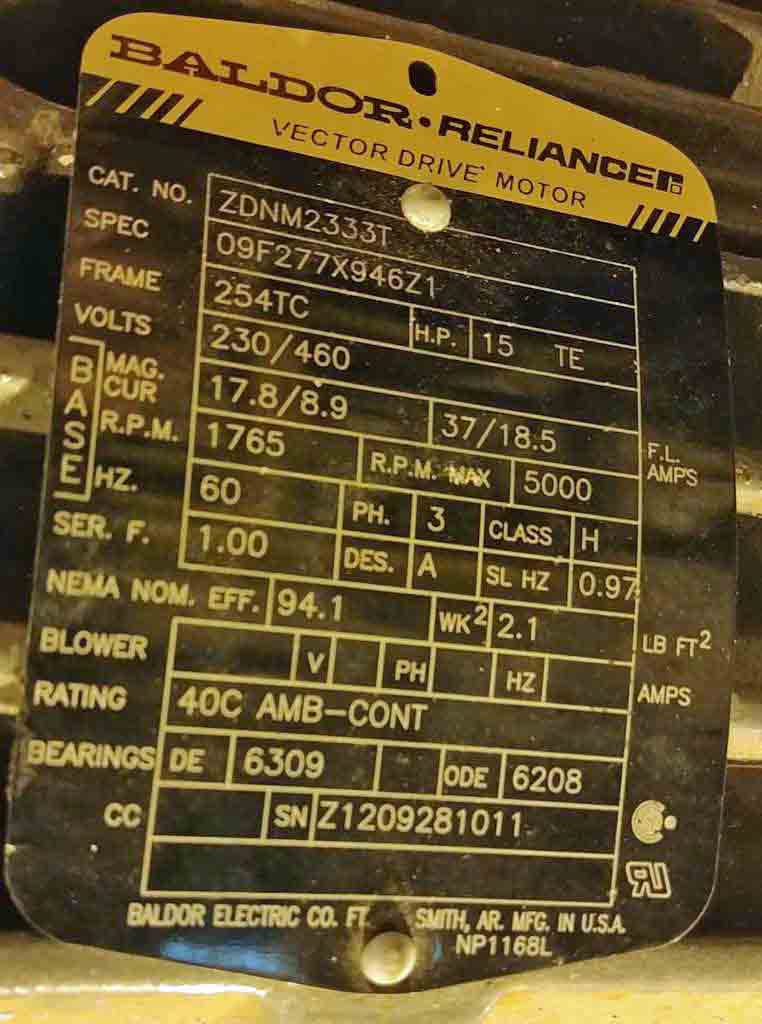 BALDOR • RELIANCE
VECTOR DRIVE MOTOR
CAT. NO. ZDNM2333T
SPEC 09F277X946Z1
FRAME 254TC H.P. 15 TE
VOLTS 230/460
BASE
MAG. CUR 17.8/8.9 37/18.5 F.L. AMPS
R.P.M. 1765 R.P.M. MAX 5000
HZ. 60 PH. 3 CLASS H
SER. F. 1.00 DES. A SL HZ 0.97
NEMA NOM. EFF. 94.1 WK² 2.1 LB FT²
BLOWER V PH HZ AMPS
RATING 40C AMB-CONT
BEARINGS DE 6309 ODE 6208
CC SN Z1209281011
BALDOR ELECTRIC CO. FT. SMITH, AR. MFG. IN U.S.A.
NP1168L